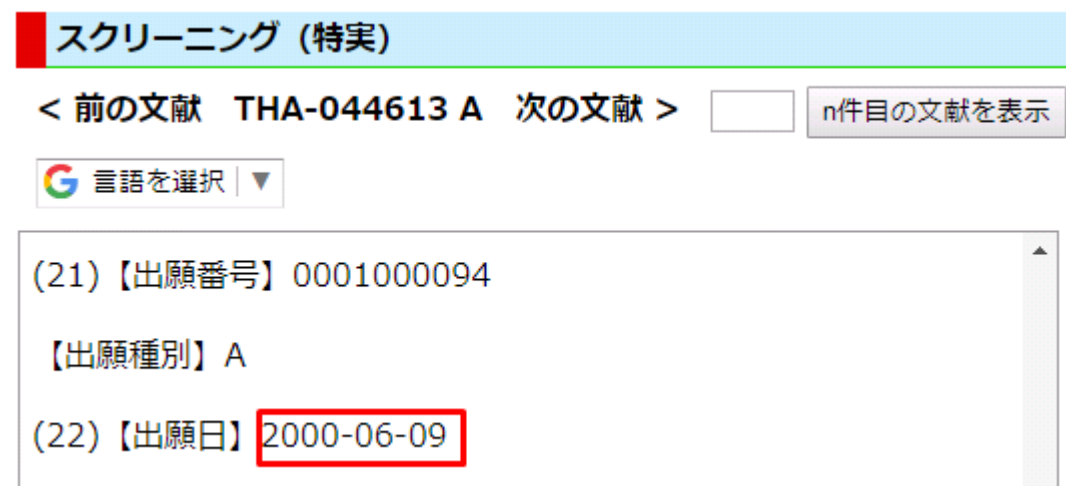 スクリーニング (特実)
< 前の文献 THA-044613 A 次の文献 > n件目の文献を表示
G 言語を選択 ▼
(21)【出願番号】0001000094
【出願種別】A
(22)【出願日】2000-06-09